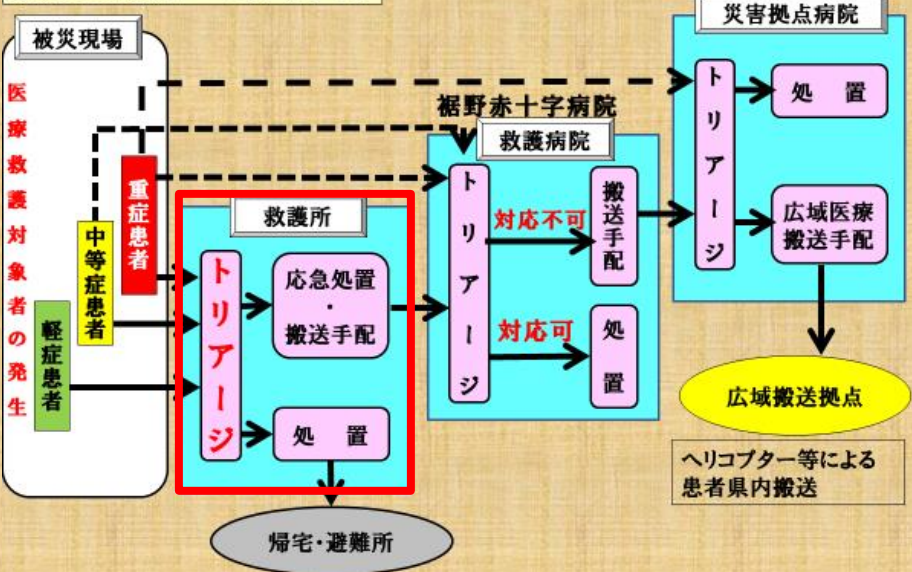 被災現場
医療救護対象者の発生
重症患者
中等症患者
軽症患者
救護所
トリアージ
応急処置
・
搬送手配
処　置
帰宅・避難所
裾野赤十字病院
救護病院
トリアージ
対応不可
搬送手配
対応可
処置
災害拠点病院
トリアージ
処　置
広域医療
搬送手配
広域搬送拠点
ヘリコプター等による
患者県内搬送